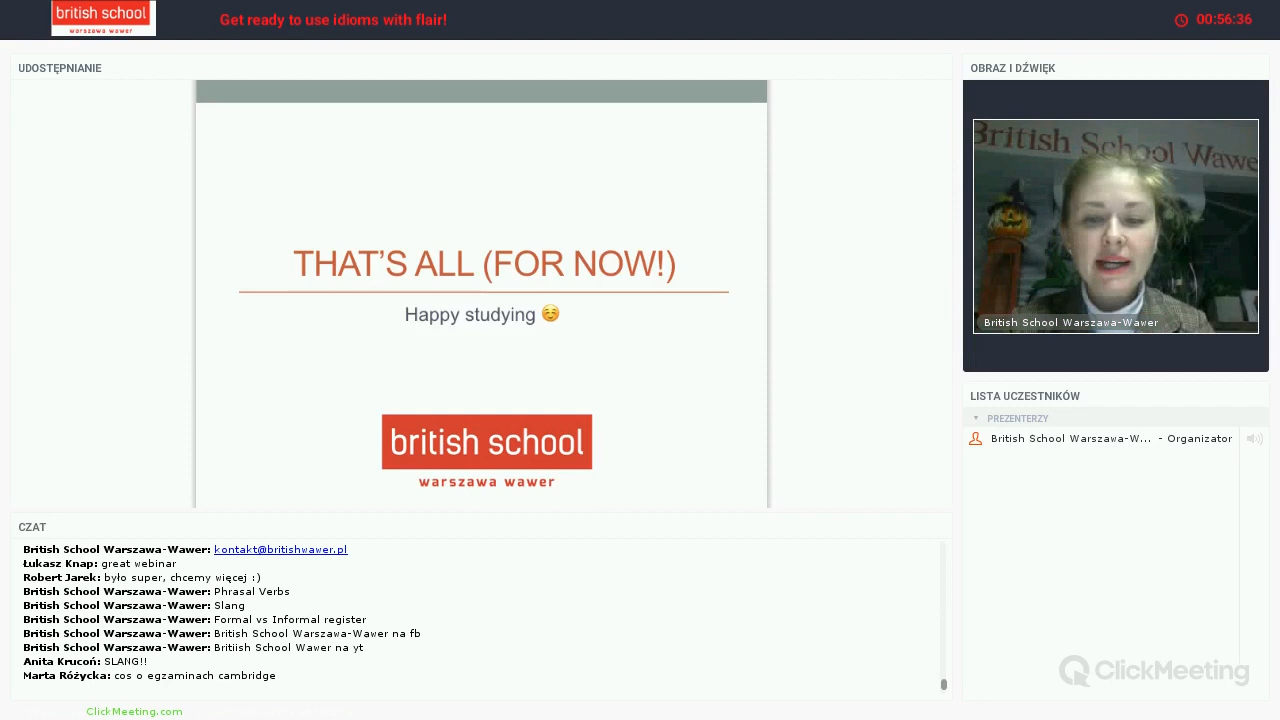 british school
warszawa wawer
Get ready to use idioms with flair!
00:56:36
UDOSTĘPNIANIE
THAT'S ALL (FOR NOW!)
Happy studying ☺️
british school
warszawa wawer
OBRAZ I DŹWIĘK
British School Wawe
British School Warszawa-Wawer
LISTA UCZESTNIKÓW
PREZENTERZY
British School Warszawa-W... - Organizator
CZAT
British School Warszawa-Wawer: kontakt@britishwawer.pl
Łukasz Knap: great webinar
Robert Jarek: było super, chcemy więcej :)
British School Warszawa-Wawer: Phrasal Verbs
British School Warszawa-Wawer: Slang
British School Warszawa-Wawer: Formal vs Informal register
British School Warszawa-Wawer: British School Warszawa-Wawer na fb
British School Warszawa-Wawer: Britiish School Wawer na yt
Anita Krucoń: SLANG!!
Marta Różycka: cos o egzaminach cambridge
ClickMeeting
ClickMeeting.com